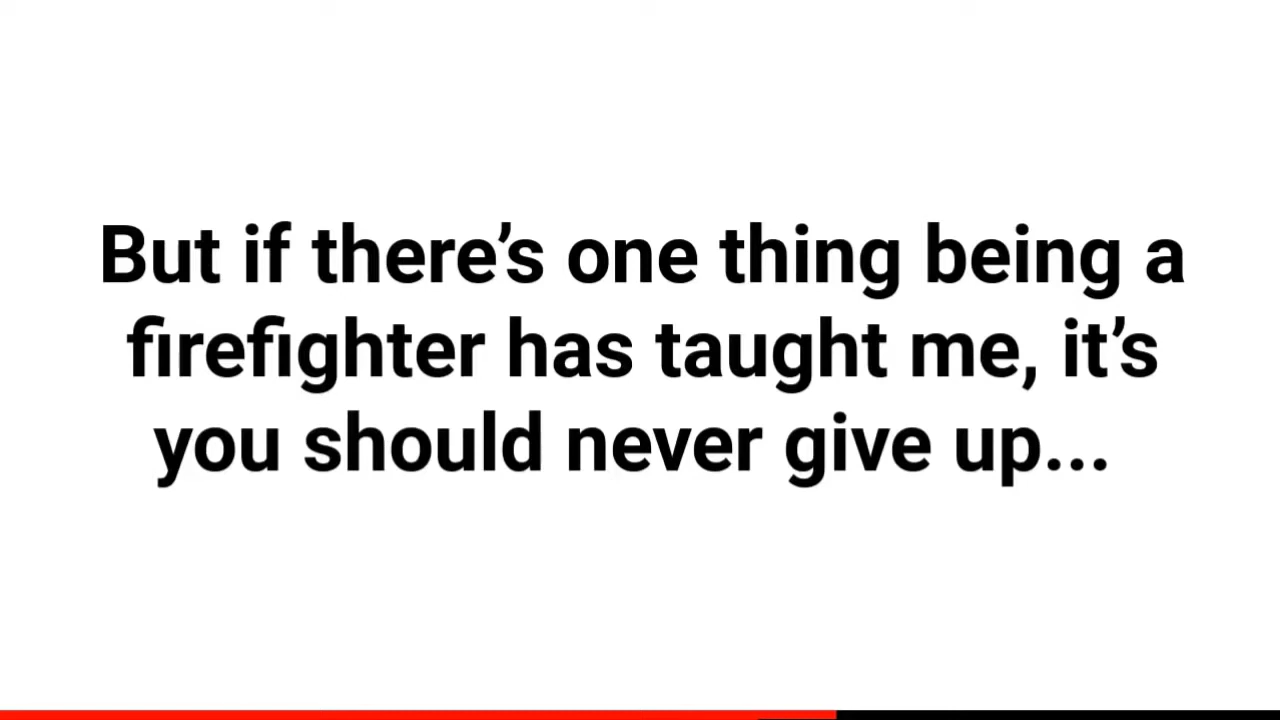 But if there’s one thing being a
firefighter has taught me, it’s
you should never give up...